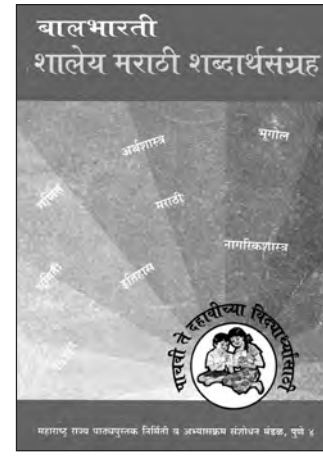 बालभारती
शालेय मराठी शब्दार्थसंग्रह
भूगोल
अर्थशास्त्र
गणित
मराठी
नागरिकशास्त्र
इतिहास
भूमिती
पाचवी ते दहावीच्या विद्यार्थ्यांसाठी
महाराष्ट्र राज्य पाठ्यपुस्तक निर्मिती व अभ्यासक्रम संशोधन मंडळ, पुणे ४